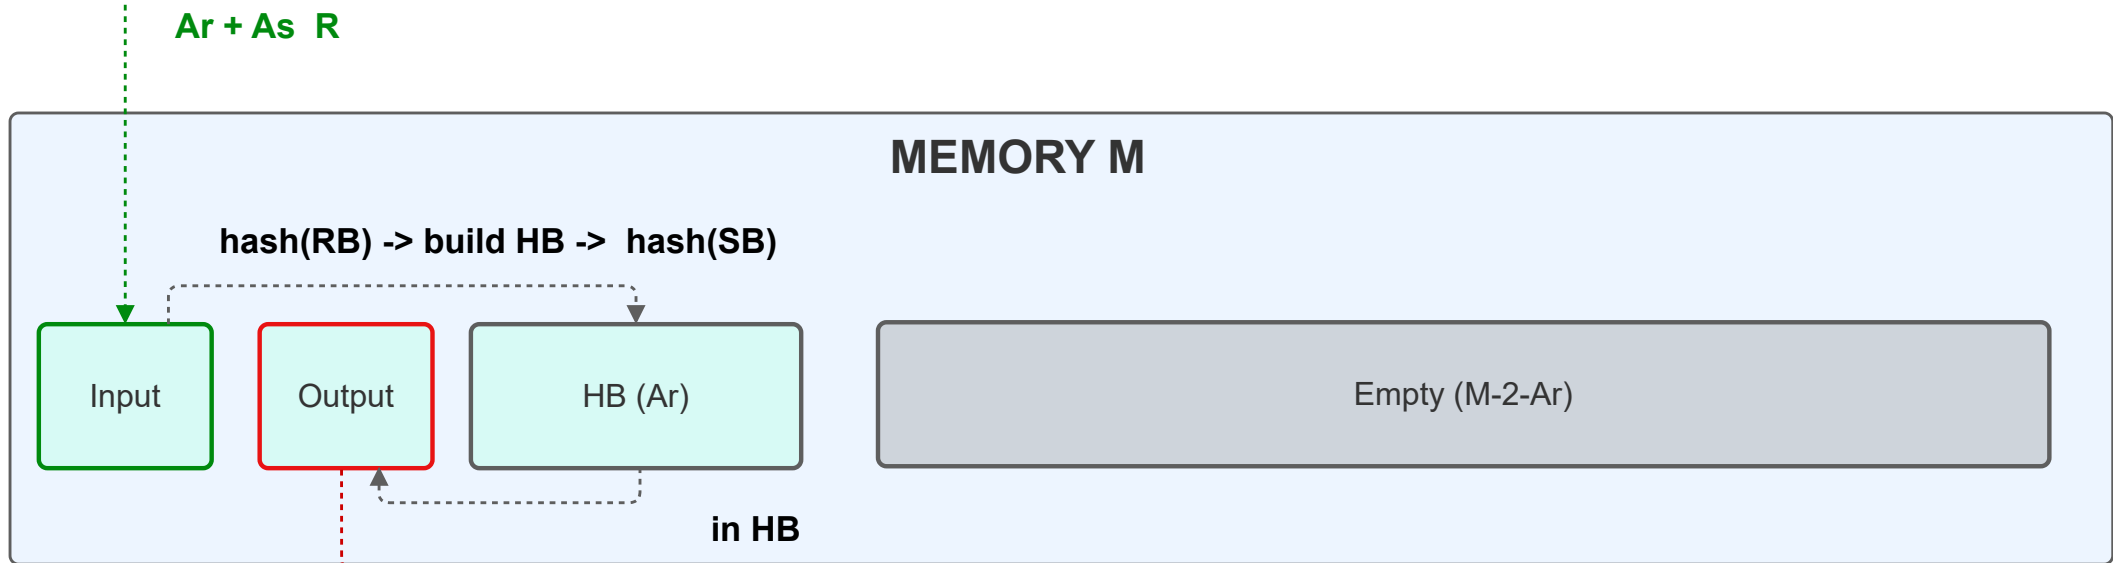 Ar + As  R
MEMORY M
hash(RB) -> build HB ->  hash(SB)
Input
Output
HB (Ar)
Empty (M-2-Ar)
in HB